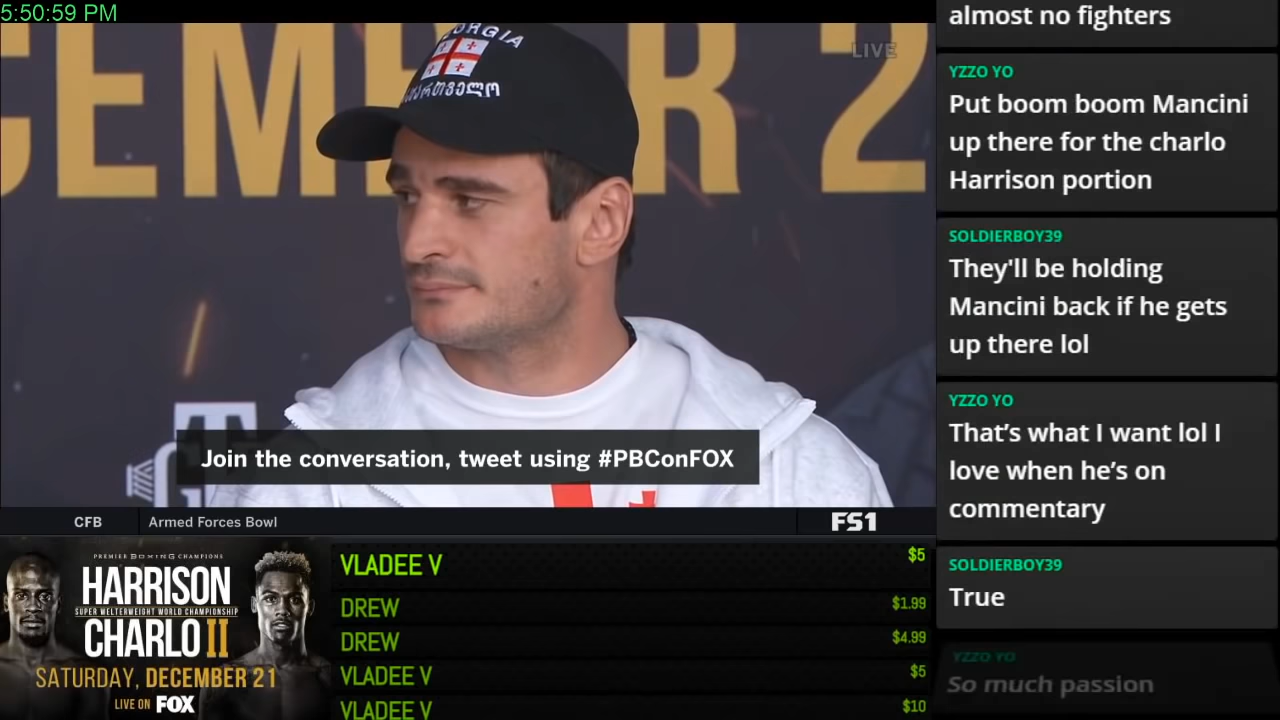 5:50:59 PM
CEMBER 2
LIVE
GEORGIA
საქართველო
Join the conversation, tweet using #PBConFOX
CFB
Armed Forces Bowl
FS1
PREMIER BOXING CHAMPIONS
HARRISON
SUPER WELTERWEIGHT WORLD CHAMPIONSHIP
CHARLO II
SATURDAY, DECEMBER 21
LIVE ON FOX
VLADEE V $5
DREW $1.99
DREW $4.99
VLADEE V $5
VLADEE V $10
almost no fighters
YZZO YO
Put boom boom Mancini
up there for the charlo
Harrison portion
SOLDIERBOY39
They'll be holding
Mancini back if he gets
up there lol
YZZO YO
That’s what I want lol I
love when he’s on
commentary
SOLDIERBOY39
True
YZZO YO
So much passion